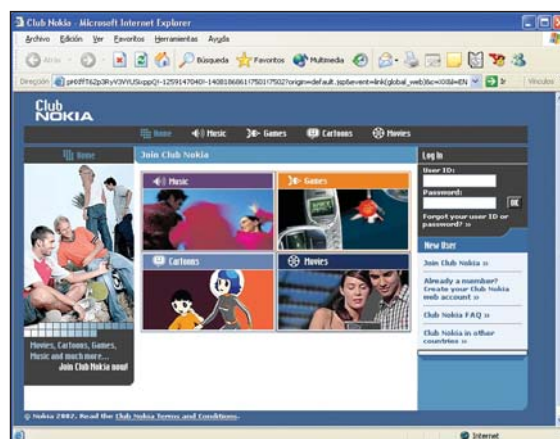 Club Nokia - Microsoft Internet Explorer
Archivo Edición Ver Favoritos Herramientas Ayuda
Atrás Búsqueda Favoritos Multimedia
Dirección Ir Vínculos
Club
NOKIA
Home Music Games Cartoons Movies
Home
Join Club Nokia
Music
Games
Cartoons
Movies
Movies, Cartoons, Games,
Music and much more...
Join Club Nokia now!
Log In
User ID:
Password:
OK
Forgot your user ID or
password? »
New User
Join Club Nokia »
Already a member?
Create your Club Nokia
web account »
Club Nokia FAQ »
Club Nokia in other
countries »
© Nokia 2002. Read the Club Nokia Terms and Conditions.
Internet